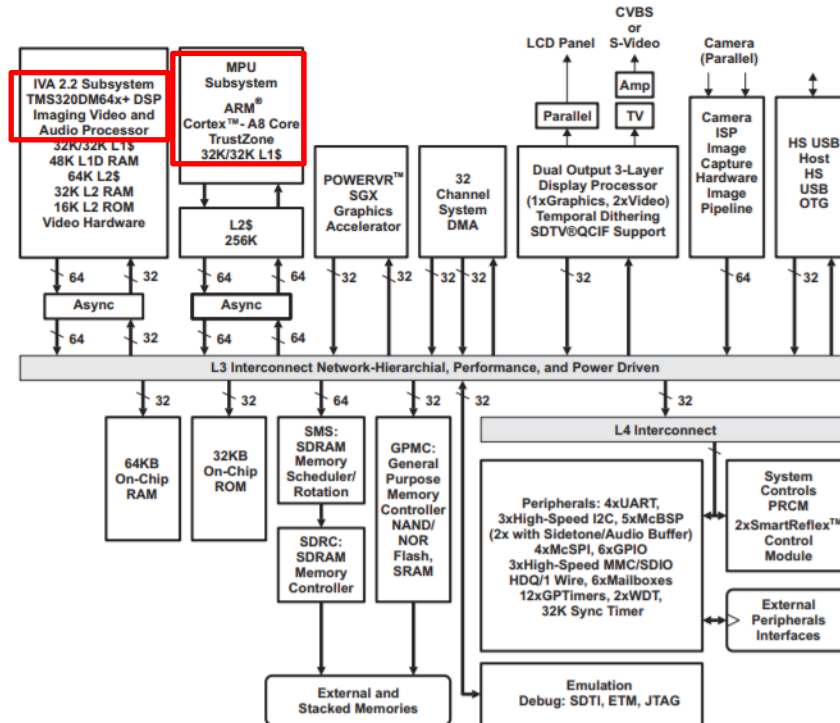 CVBS
or
S-Video
LCD Panel
Camera
(Parallel)
Amp
Parallel
TV
IVA 2.2 Subsystem
TMS320DM64x+ DSP
Imaging Video and
Audio Processor
32K/32K L1$
48K L1D RAM
64K L2$
32K L2 RAM
16K L2 ROM
Video Hardware
MPU
Subsystem
ARM®
Cortex™- A8 Core
TrustZone
32K/32K L1$
L2$
256K
POWERVR™
SGX
Graphics
Accelerator
32
Channel
System
DMA
Dual Output 3-Layer
Display Processor
(1xGraphics, 2xVideo)
Temporal Dithering
SDTV®QCIF Support
Camera
ISP
Image
Capture
Hardware
Image
Pipeline
HS USB
Host
HS
USB
OTG
64
32
64
64
32
32
32
32
32
64
32
Async
Async
64
32
64
64
L3 Interconnect Network-Hierarchial, Performance, and Power Driven
32
32
64
32
32
32
64KB
On-Chip
RAM
32KB
On-Chip
ROM
SMS:
SDRAM
Memory
Scheduler/
Rotation
SDRC:
SDRAM
Memory
Controller
GPMC:
General
Purpose
Memory
Controller
NAND/
NOR
Flash,
SRAM
L4 Interconnect
Peripherals: 4xUART,
3xHigh-Speed I2C, 5xMcBSP
(2x with Sidetone/Audio Buffer)
4xMcSPI, 6xGPIO
3xHigh-Speed MMC/SDIO
HDQ/1 Wire, 6xMailboxes
12xGPTimers, 2xWDT,
32K Sync Timer
System
Controls
PRCM
2xSmartReflex™
Control
Module
External
Peripherals
Interfaces
External and
Stacked Memories
Emulation
Debug: SDTI, ETM, JTAG